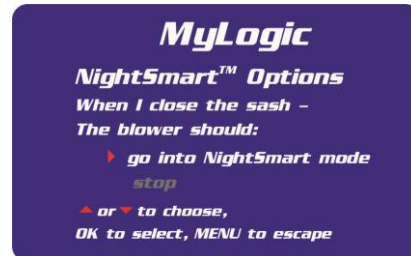 MyLogic
NightSmart™ Options
When I close the sash –
The blower should:
go into NightSmart mode
stop
or to choose,
OK to select, MENU to escape